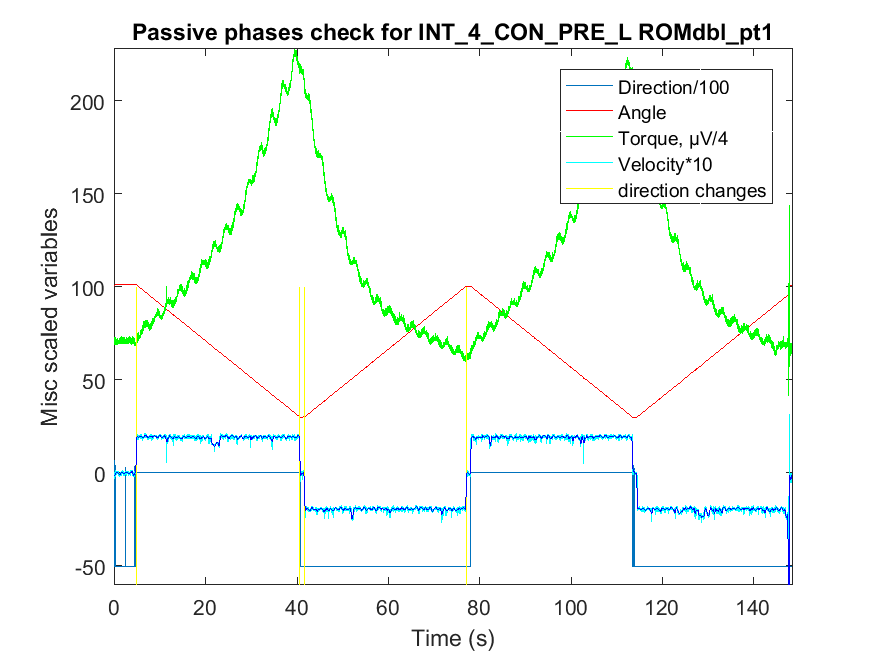 Passive phases check for INT_4_CON_PRE_L ROMdbl_pt1
Misc scaled variables
200
150
100
50
0
-50
Direction/100
Angle
Torque, µV/4
Velocity*10
direction changes
0 20 40 60 80 100 120 140
Time (s)